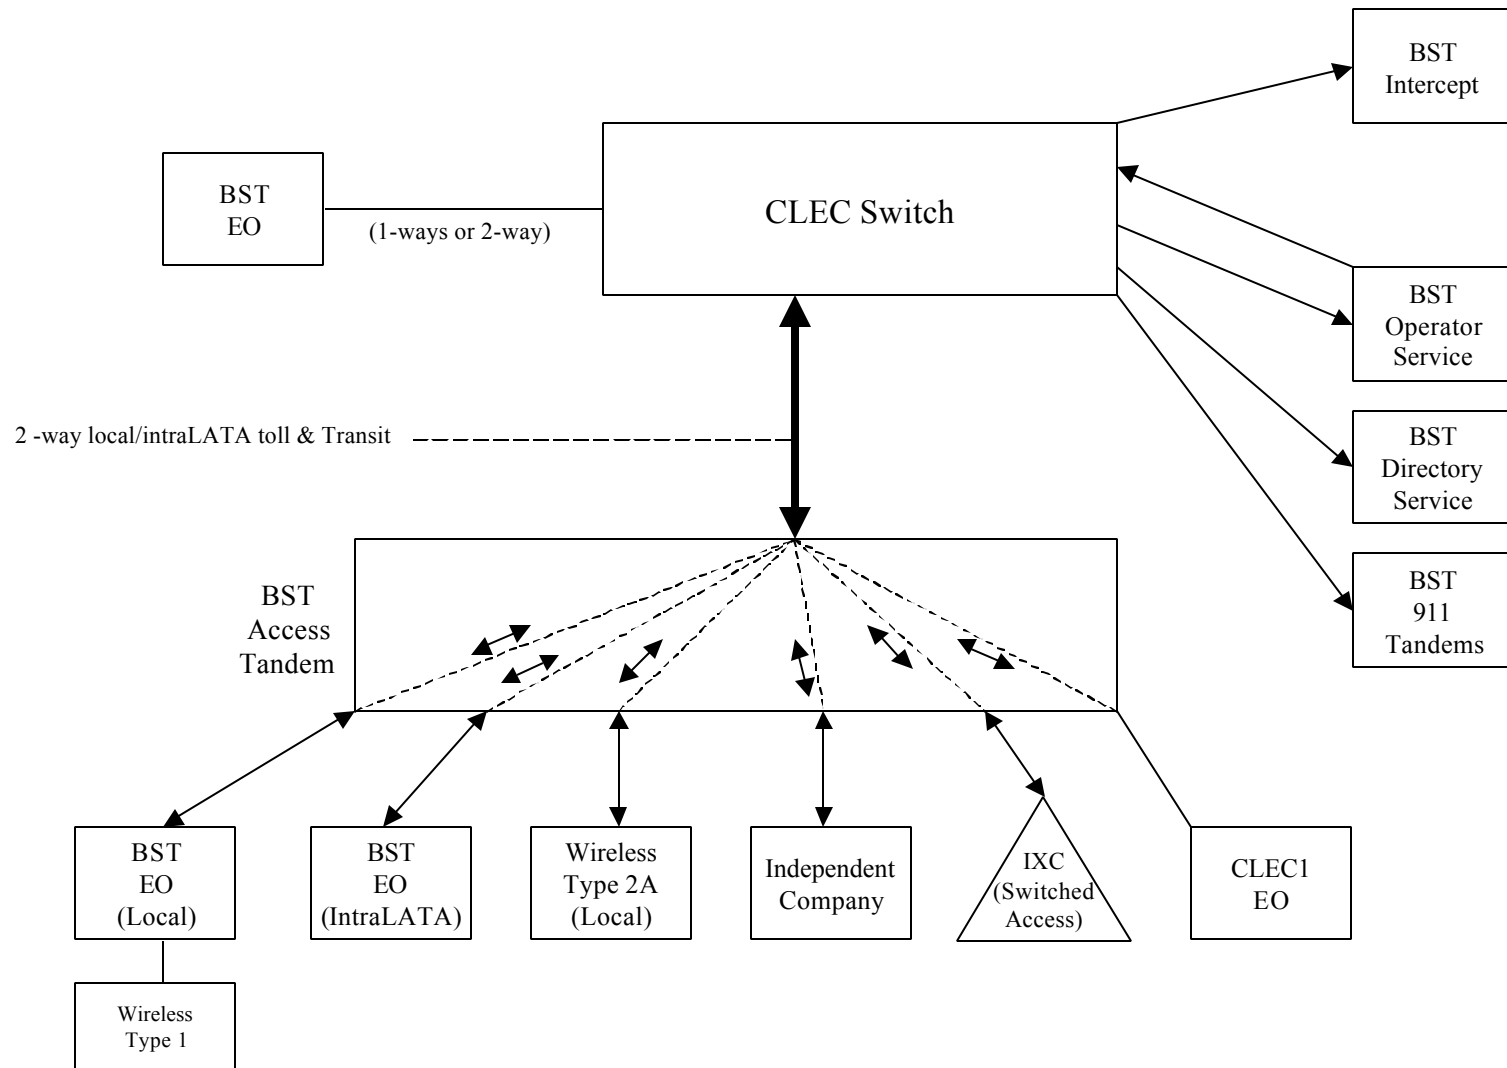 BST
Intercept
BST
EO
(1-ways or 2-way)
CLEC Switch
BST
Operator
Service
2 -way local/intraLATA toll & Transit
BST
Directory
Service
BST
911
Tandems
BST
Access
Tandem
BST
EO
(Local)
BST
EO
(IntraLATA)
Wireless
Type 2A
(Local)
Independent
Company
IXC
(Switched
Access)
CLEC1
EO
Wireless
Type 1